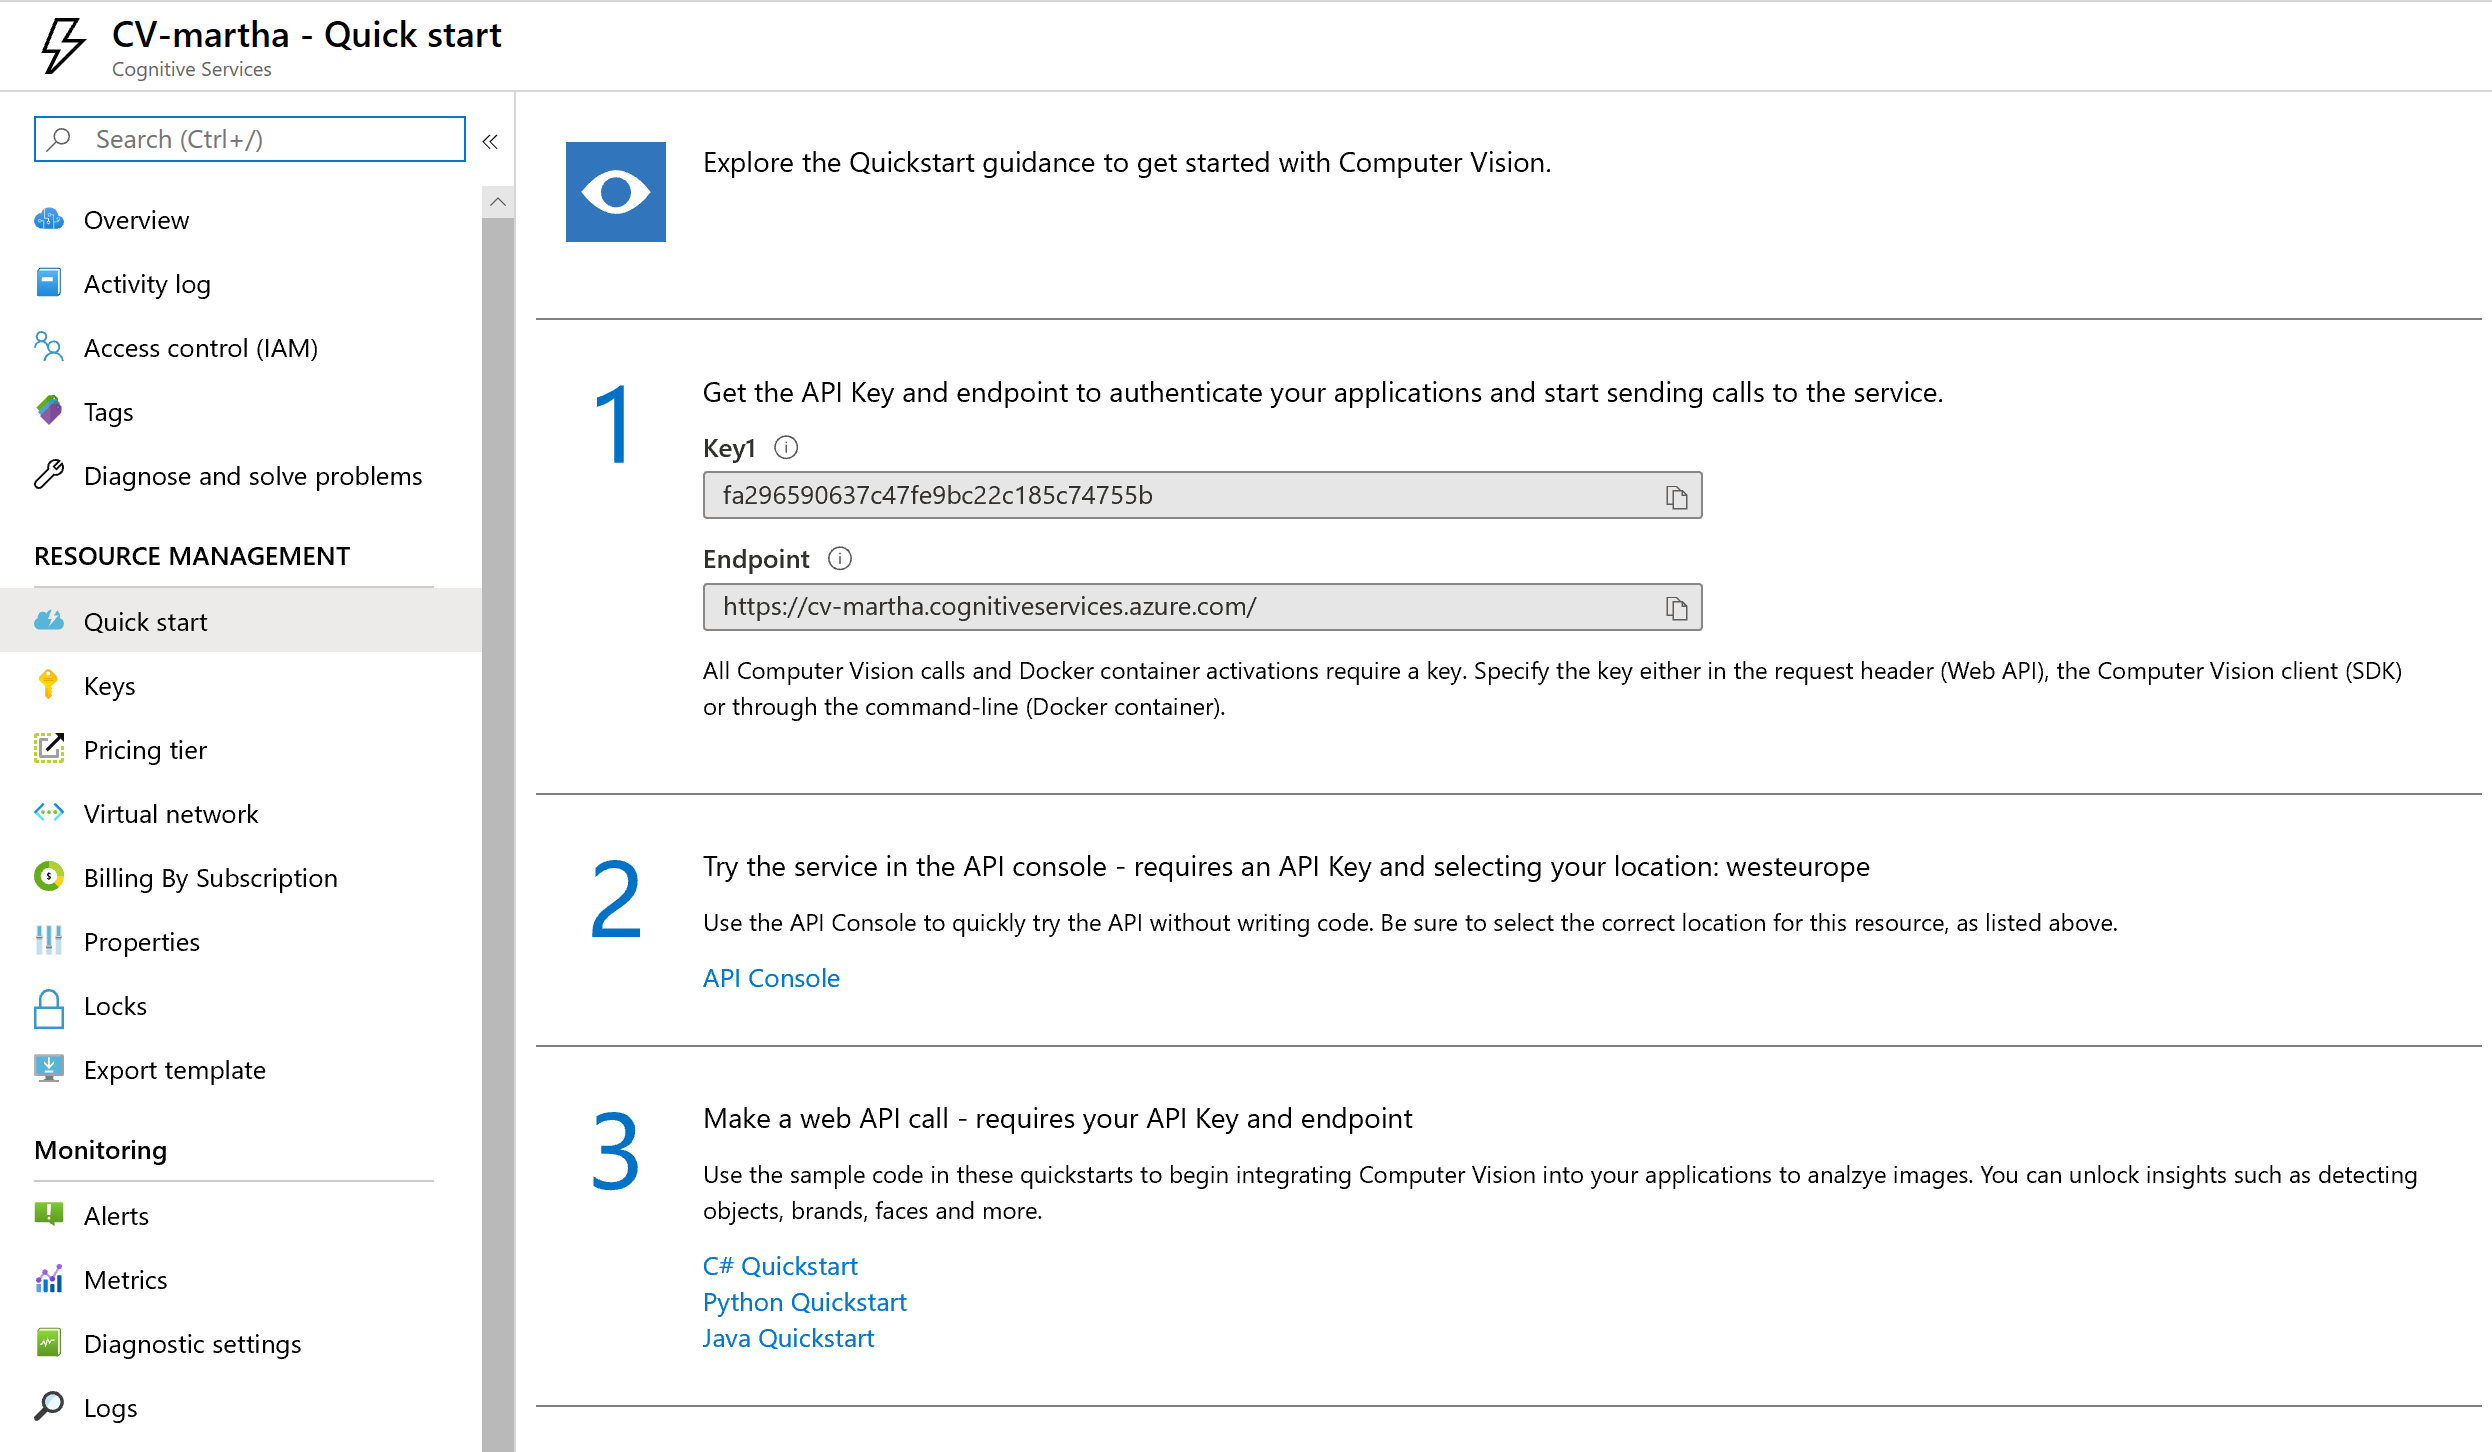 CV-martha - Quick start
Cognitive Services
Search (Ctrl+/)
«
Overview
Activity log
Access control (IAM)
Tags
Diagnose and solve problems
RESOURCE MANAGEMENT
Quick start
Keys
Pricing tier
Virtual network
Billing By Subscription
Properties
Locks
Export template
Monitoring
Alerts
Metrics
Diagnostic settings
Logs
Explore the Quickstart guidance to get started with Computer Vision.
1
Get the API Key and endpoint to authenticate your applications and start sending calls to the service.
Key1
fa296590637c47fe9bc22c185c74755b
Endpoint
https://cv-martha.cognitiveservices.azure.com/
All Computer Vision calls and Docker container activations require a key. Specify the key either in the request header (Web API), the Computer Vision client (SDK)
or through the command-line (Docker container).
2
Try the service in the API console - requires an API Key and selecting your location: westeurope
Use the API Console to quickly try the API without writing code. Be sure to select the correct location for this resource, as listed above.
API Console
3
Make a web API call - requires your API Key and endpoint
Use the sample code in these quickstarts to begin integrating Computer Vision into your applications to analzye images. You can unlock insights such as detecting
objects, brands, faces and more.
C# Quickstart
Python Quickstart
Java Quickstart